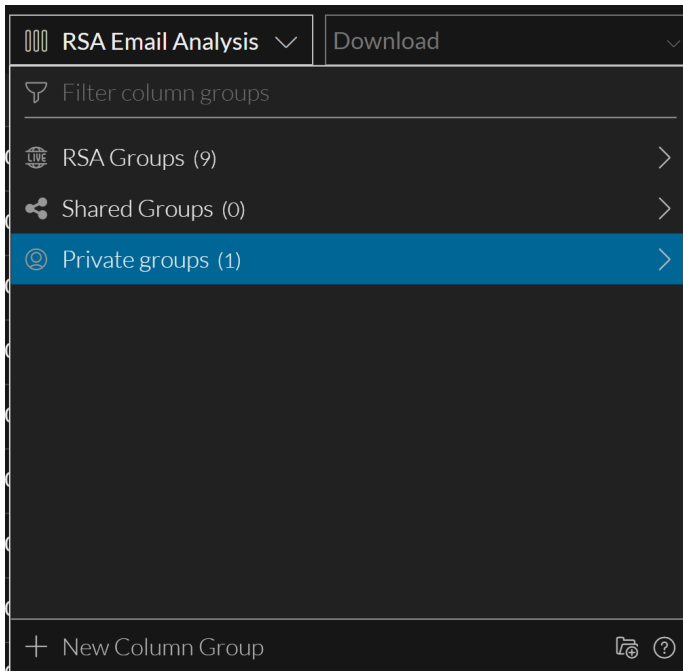 RSA Email Analysis
Download
Filter column groups
LIVE
RSA Groups (9)
Shared Groups (0)
Private groups (1)
New Column Group
?